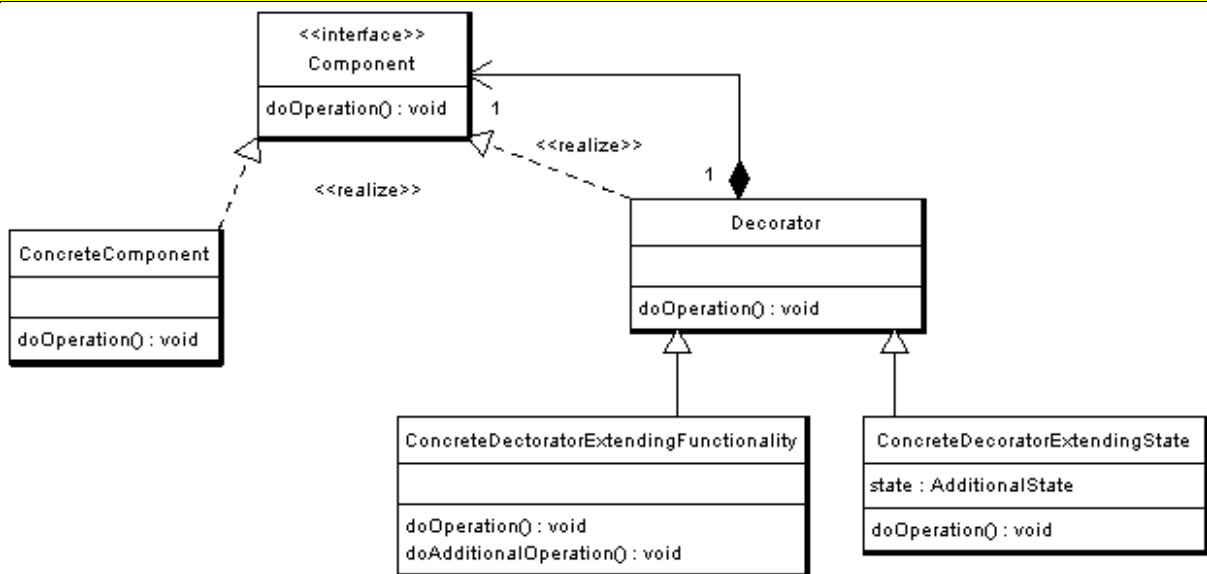 <<interface>>
Component
doOperation() : void
1
<<realize>>
<<realize>>
1
Decorator
doOperation() : void
ConcreteComponent
doOperation() : void
ConcreteDectoratorExtendingFunctionality
doOperation() : void
doAdditionalOperation() : void
ConcreteDecoratorExtendingState
state : AdditionalState
doOperation() : void